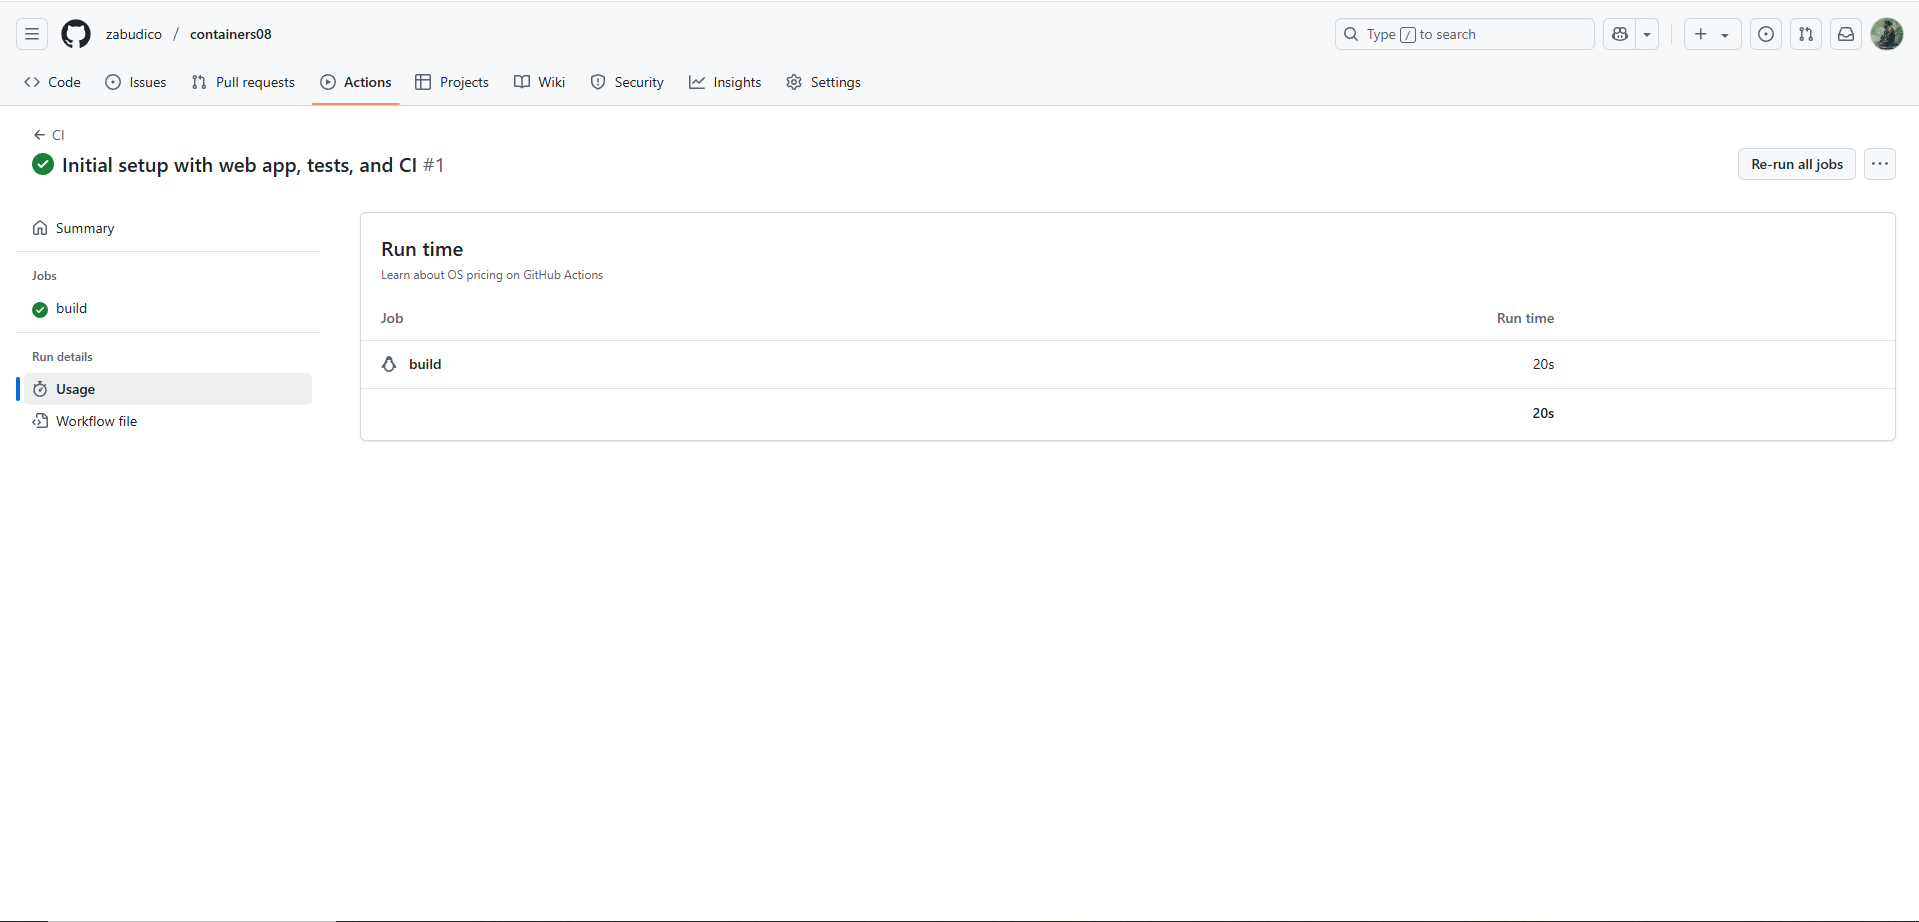 zabudico / containers08
Type / to search
Code Issues Pull requests Actions Projects Wiki Security Insights Settings
CI
Initial setup with web app, tests, and CI #1
Re-run all jobs
Summary
Jobs
build
Run details
Usage
Workflow file
Run time
Learn about OS pricing on GitHub Actions
Job Run time
build 20s
20s